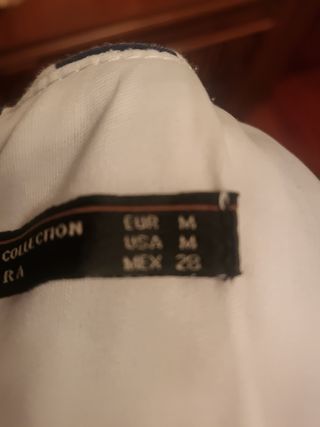 COLLECTION
RA
EUR M
USA M
MEX 28